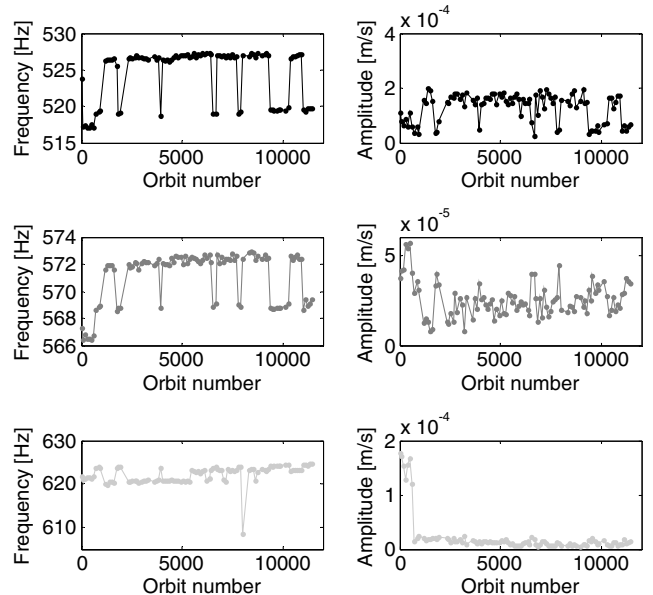 530
525
520
515
Frequency [Hz]
0 5000 10000
Orbit number
x 10⁻⁴
4
2
0
Amplitude [m/s]
0 5000 10000
Orbit number
574
572
570
568
566
Frequency [Hz]
0 5000 10000
Orbit number
x 10⁻⁵
5
0
Amplitude [m/s]
0 5000 10000
Orbit number
630
620
610
Frequency [Hz]
0 5000 10000
Orbit number
x 10⁻⁴
2
1
0
Amplitude [m/s]
0 5000 10000
Orbit number